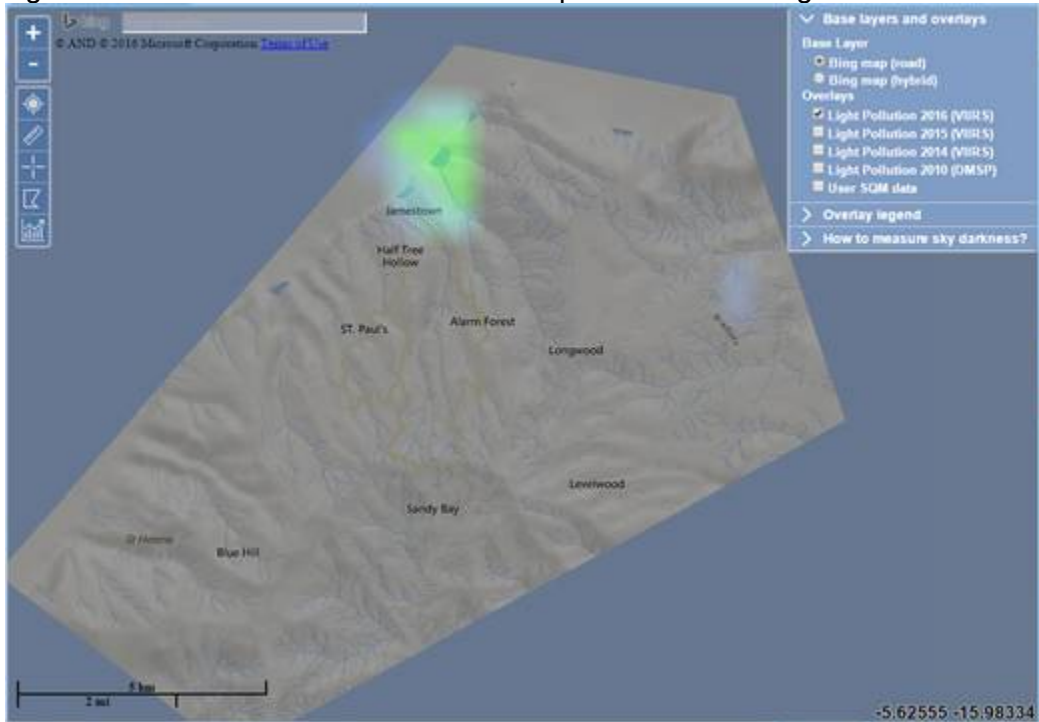 bing
© AND © 2016 Microsoft Corporation Terms of Use
+
-
Base layers and overlays
Base Layer
Bing map (road)
Bing map (hybrid)
Overlays
Light Pollution 2016 (VIIRS)
Light Pollution 2015 (VIIRS)
Light Pollution 2014 (VIIRS)
Light Pollution 2010 (DMSP)
User SQM data
Overlay legend
How to measure sky darkness?
Jamestown
Half Tree
Hollow
ST. Paul's
Alarm Forest
Longwood
Levelwood
Sandy Bay
Blue Hill
5 km
2 mi
-5.62555 -15.98334